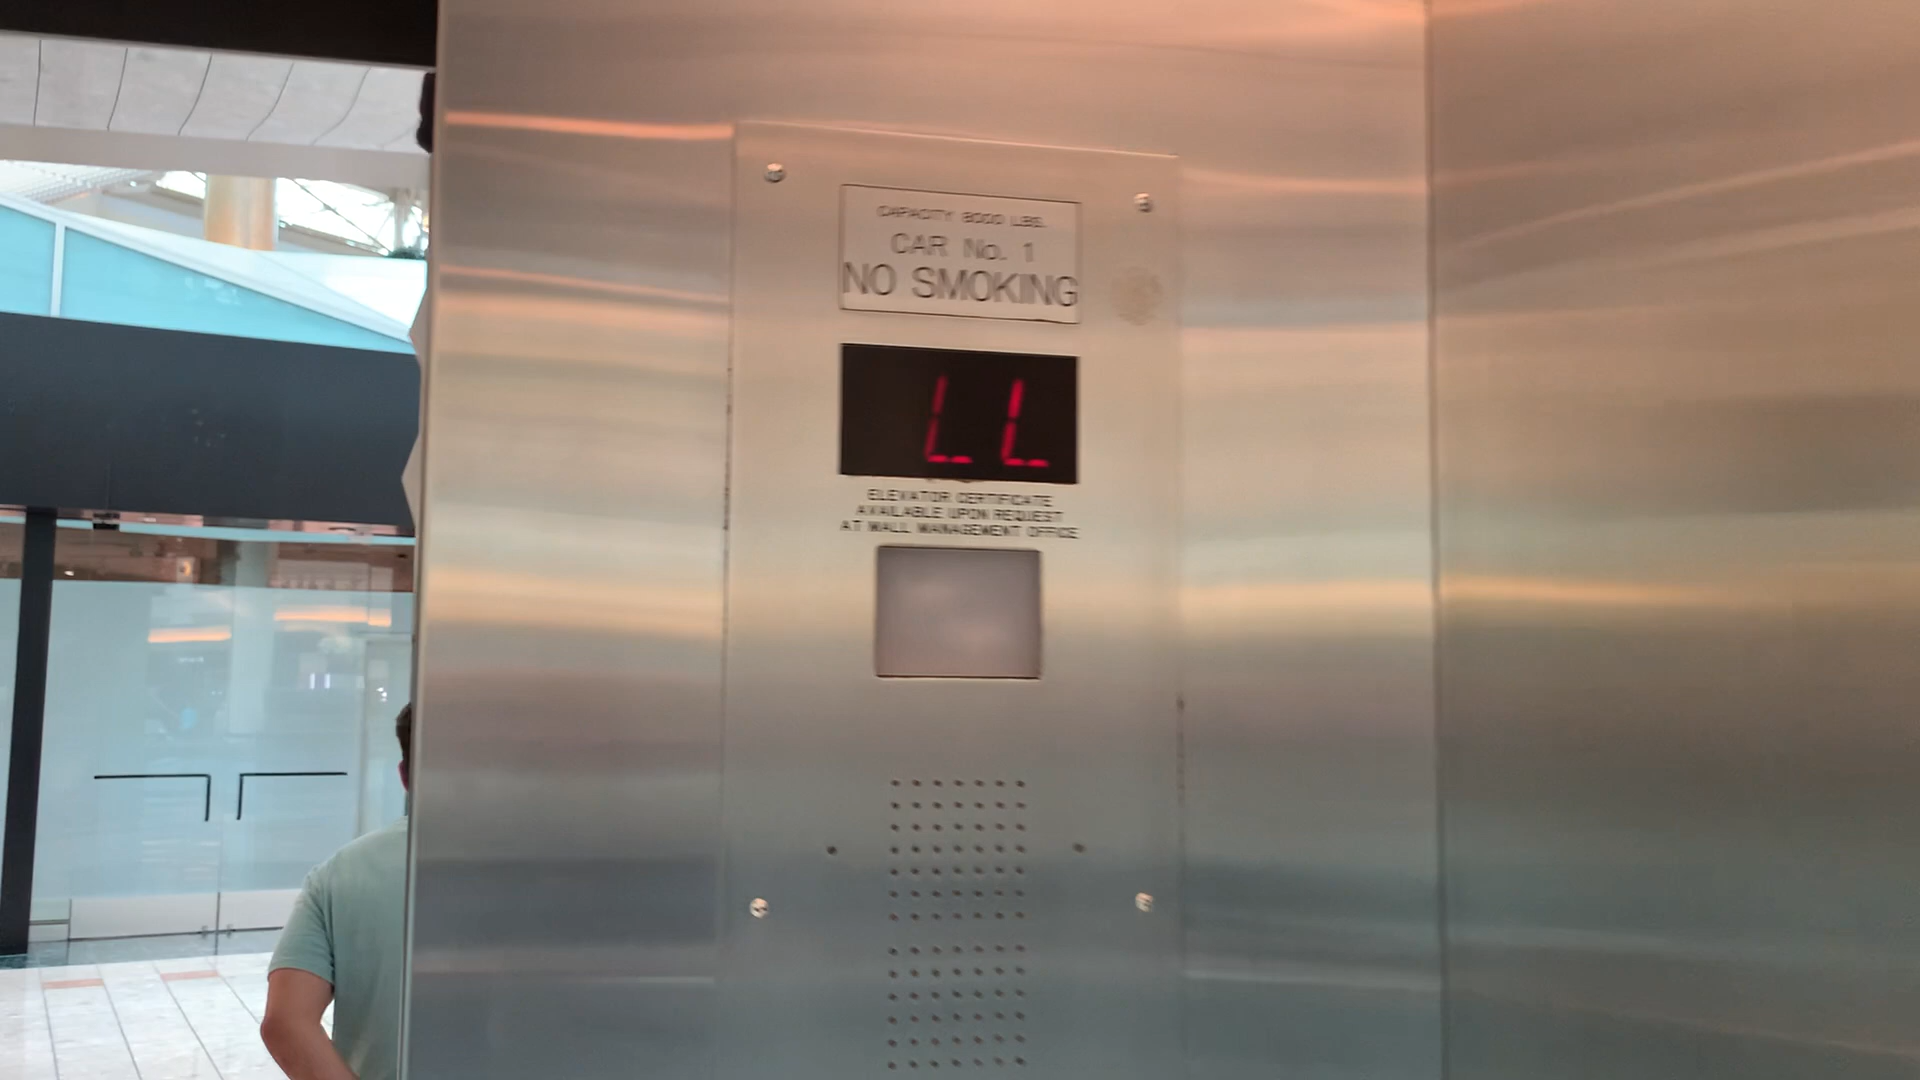 CAPACITY 8000 LBS.
CAR No. 1
NO SMOKING
LL
ELEVATOR CERTIFICATE
AVAILABLE UPON REQUEST
AT MALL MANAGEMENT OFFICE